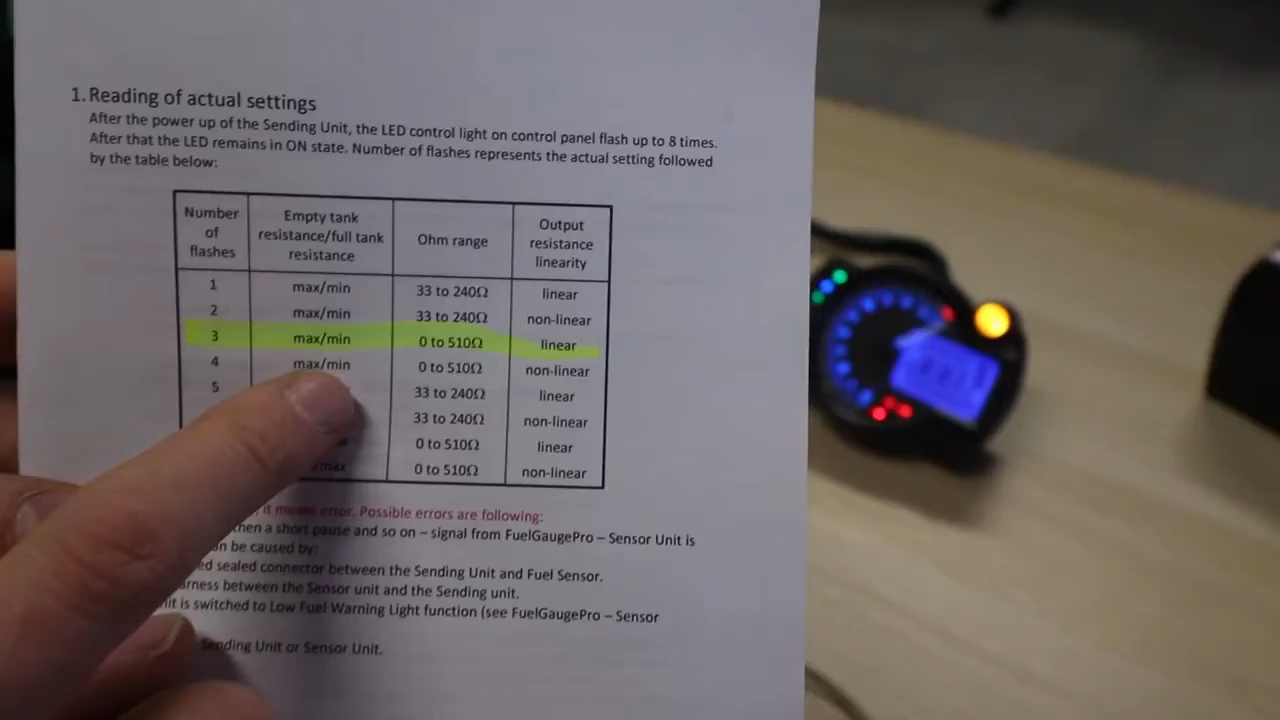 1. Reading of actual settings
After the power up of the Sending Unit, the LED control light on control panel flash up to 8 times.
After that the LED remains in ON state. Number of flashes represents the actual setting followed
by the table below:
Number of flashes Empty tank resistance/full tank resistance Ohm range Output resistance linearity
1 max/min 33 to 240Ω linear
2 max/min 33 to 240Ω non-linear
3 max/min 0 to 510Ω linear
4 max/min 0 to 510Ω non-linear
5 33 to 240Ω linear
33 to 240Ω non-linear
0 to 510Ω linear
/max 0 to 510Ω non-linear
it means error. Possible errors are following:
then a short pause and so on – signal from FuelGaugePro – Sensor Unit is
be caused by:
sealed connector between the Sending Unit and Fuel Sensor.
between the Sensor unit and the Sending unit.
is switched to Low Fuel Warning Light function (see FuelGaugePro – Sensor
Sending Unit or Sensor Unit.